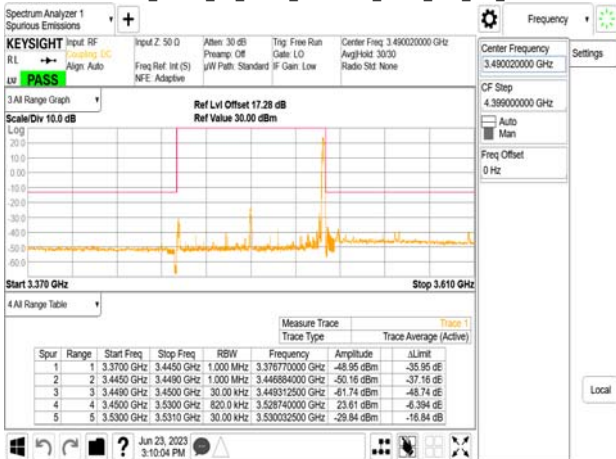 Spectrum Analyzer 1
Spurious Emissions
+
Frequency
KEYSIGHT
RL
LV PASS
Input: RF
Coupling: DC
Align: Auto
Input Z: 50 Ω
Freq Ref: Int (S)
NFE: Adaptive
Atten: 30 dB
Preamp: Off
µW Path: Standard
Trig: Free Run
Gate: LO
IF Gain: Low
Center Freq: 3.490020000 GHz
Avg|Hold: 30/30
Radio Std: None
Center Frequency
3.490020000 GHz
Settings
CF Step
4.399000000 GHz
Auto
Man
Freq Offset
0 Hz
Local
3 All Range Graph
Scale/Div 10.0 dB
Ref Lvl Offset 17.28 dB
Ref Value 30.00 dBm
Log
20.0
10.0
0.00
-10.0
-20.0
-30.0
-40.0
-50.0
-60.0
Start 3.370 GHz
Stop 3.610 GHz
4 All Range Table
Measure Trace Trace 1
Trace Type Trace Average (Active)
Spur Range Start Freq Stop Freq RBW Frequency Amplitude ΔLimit
1 1 3.3700 GHz 3.4450 GHz 1.000 MHz 3.376770000 GHz -48.95 dBm -35.95 dE
2 2 3.4450 GHz 3.4490 GHz 1.000 MHz 3.446884000 GHz -50.16 dBm -37.16 dE
3 3 3.4490 GHz 3.4500 GHz 30.00 kHz 3.449312500 GHz -61.74 dBm -48.74 dE
4 4 3.4500 GHz 3.5300 GHz 820.0 kHz 3.528740000 GHz 23.61 dBm -6.394 dE
5 5 3.5300 GHz 3.5310 GHz 30.00 kHz 3.530032500 GHz -29.84 dBm -16.84 dB
?
Jun 23, 2023
3:10:04 PM